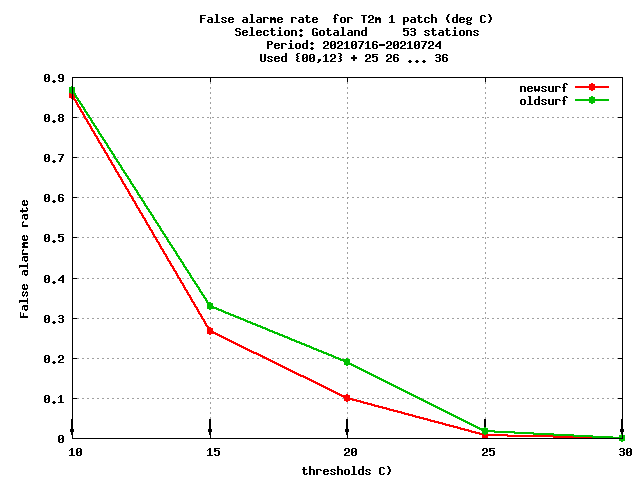 False alarme rate  for T2m 1 patch (deg C)
Selection: Gotaland     53 stations
Period: 20210716-20210724
Used {00,12} + 25 26 ... 36
newsurf
oldsurf
0.9
0.8
0.7
0.6
0.5
0.4
0.3
0.2
0.1
0
False alarme rate
10 15 20 25 30
thresholds C)